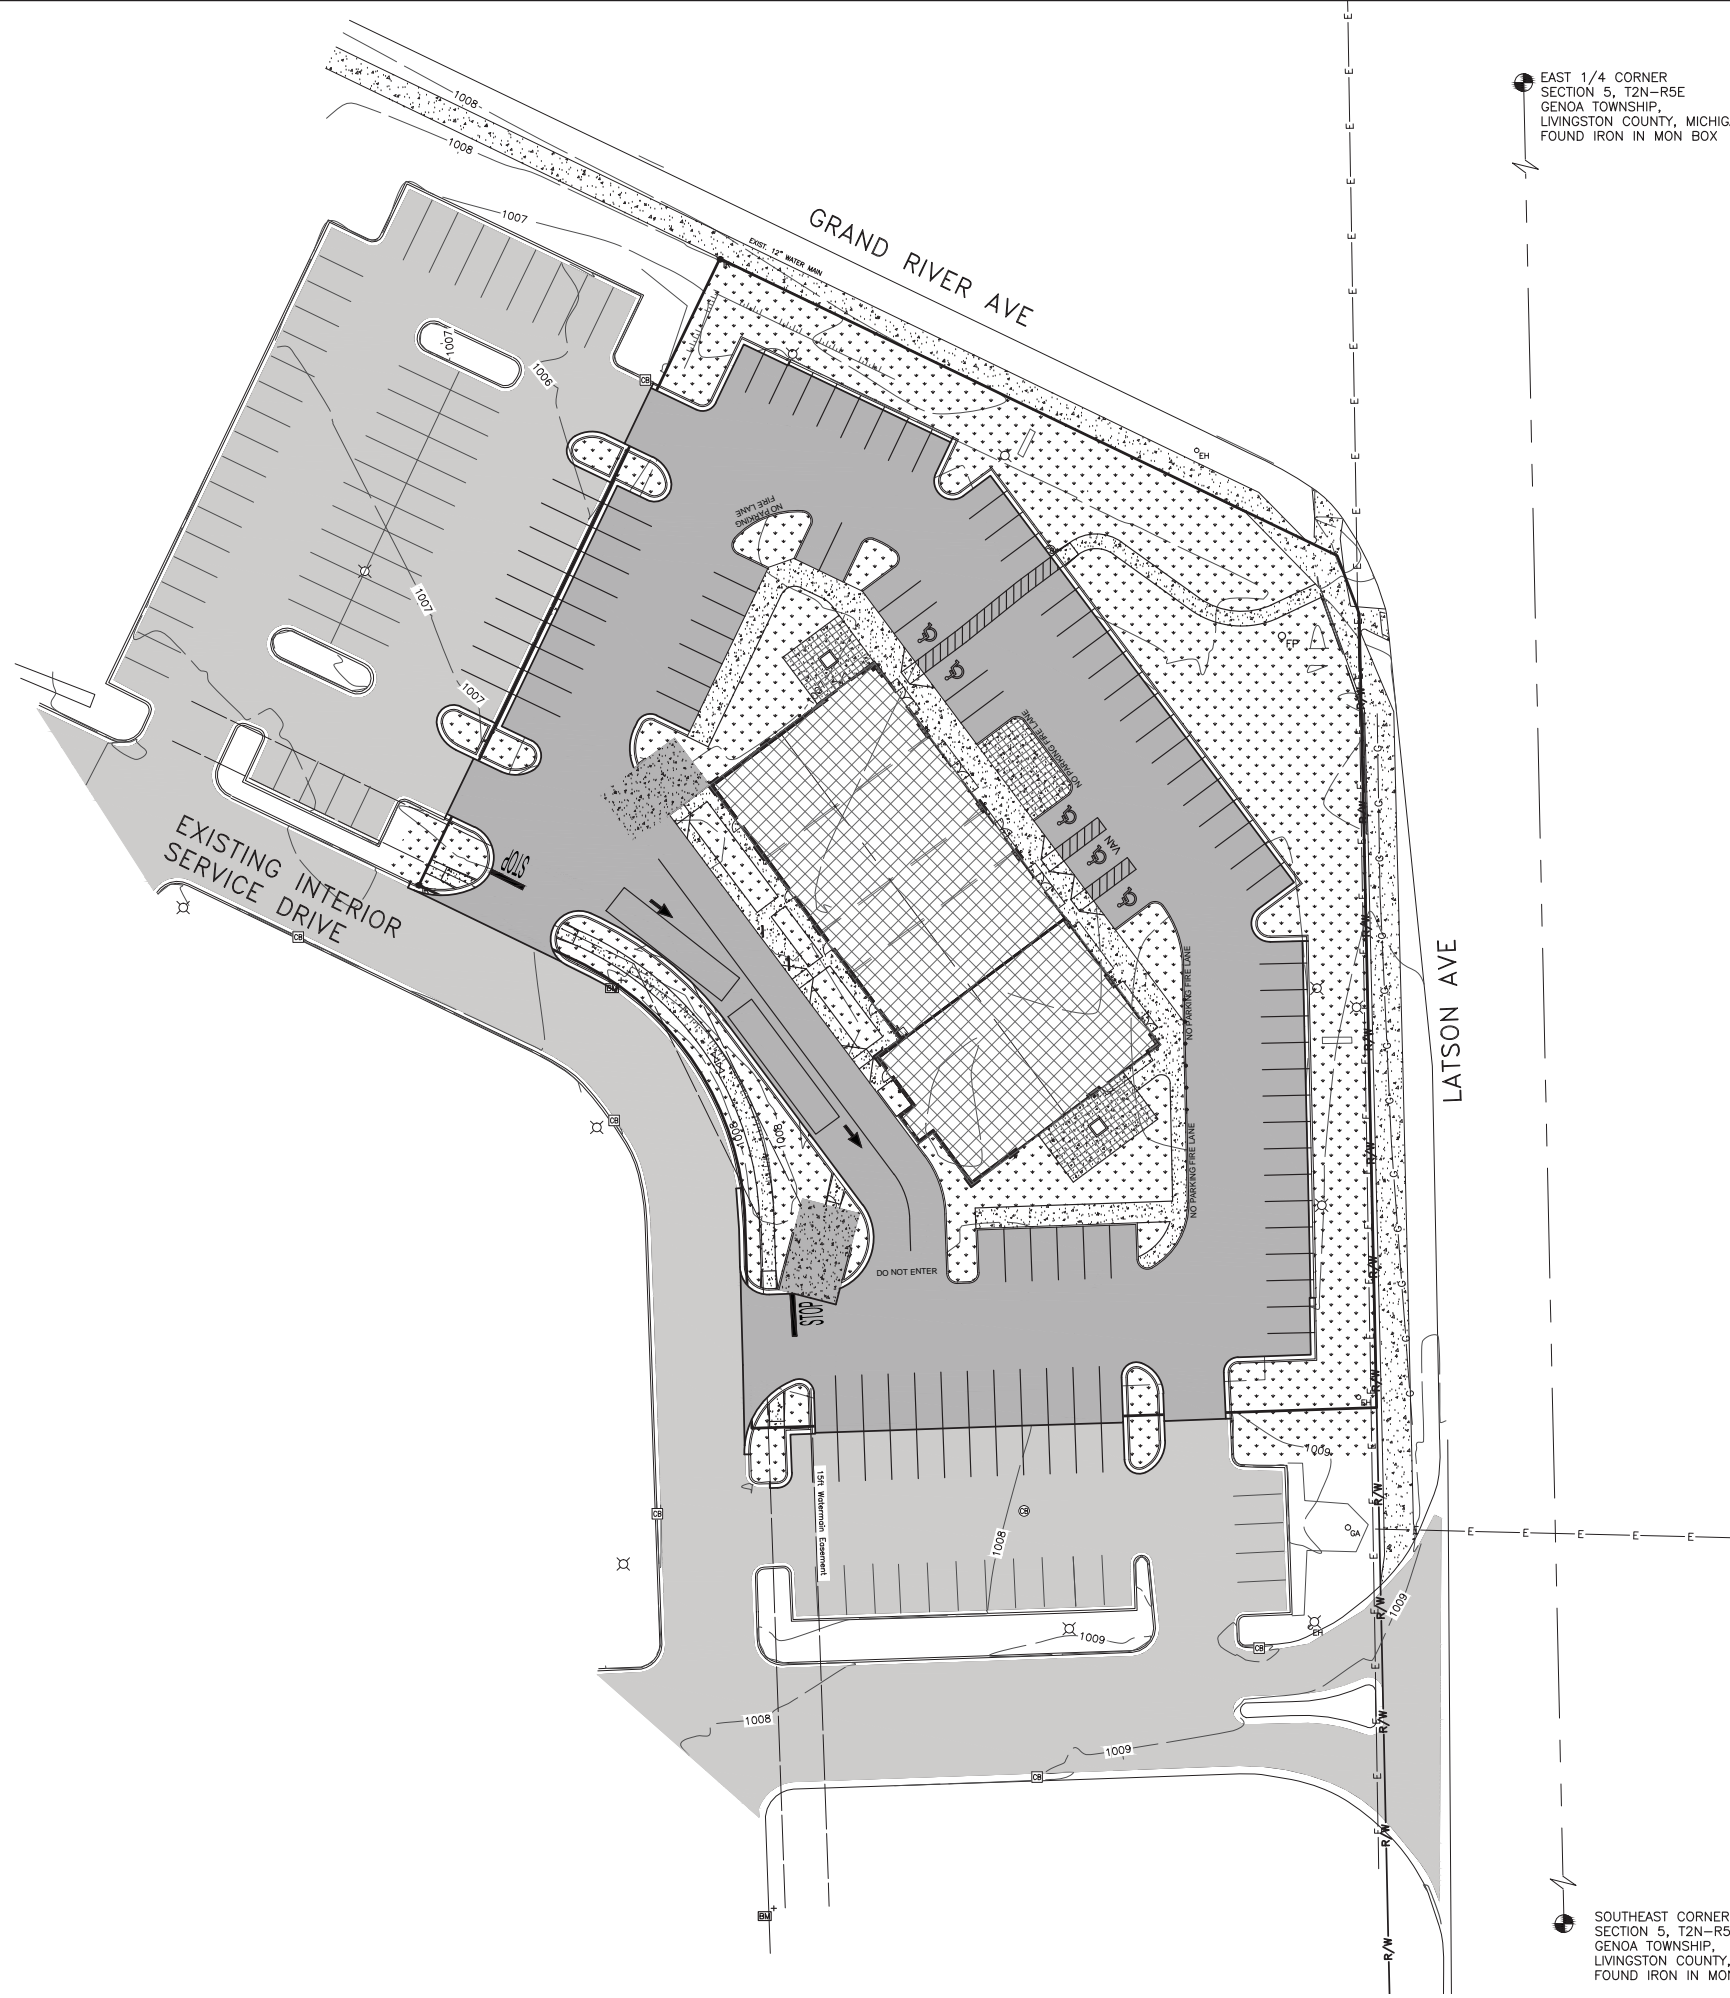 EAST 1/4 CORNER
SECTION 5, T2N-R5E
GENOA TOWNSHIP,
LIVINGSTON COUNTY, MICHIG
FOUND IRON IN MON BOX
1008
1008
1007
EXIST. 12" WATER MAIN
GRAND RIVER AVE
1007
1006
CB
EH
NO PARKING
FIRE LANE
1007
1007
EP
NO PARKING FIRE LANE
VAN
EXISTING INTERIOR
SERVICE DRIVE
STOP
CB
BM
NO PARKING FIRE LANE
LATSON AVE
1008
1008
CB
NO PARKING FIRE LANE
DO NOT ENTER
STOP
EH
1009
15ft Watermain Easement
CB
CB
1008
GA
E
E
E
E
E
R/W
R/W
R/W
1009
1009
EH
CB
1008
1009
CB
R/W
R/W
BM
R/W
SOUTHEAST CORNER
SECTION 5, T2N-R5
GENOA TOWNSHIP,
LIVINGSTON COUNTY,
FOUND IRON IN MON